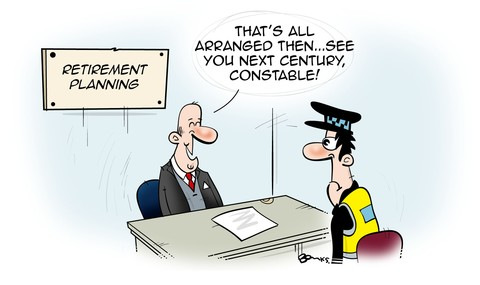 THAT'S ALL
ARRANGED THEN...SEE
YOU NEXT CENTURY,
CONSTABLE!
RETIREMENT
PLANNING